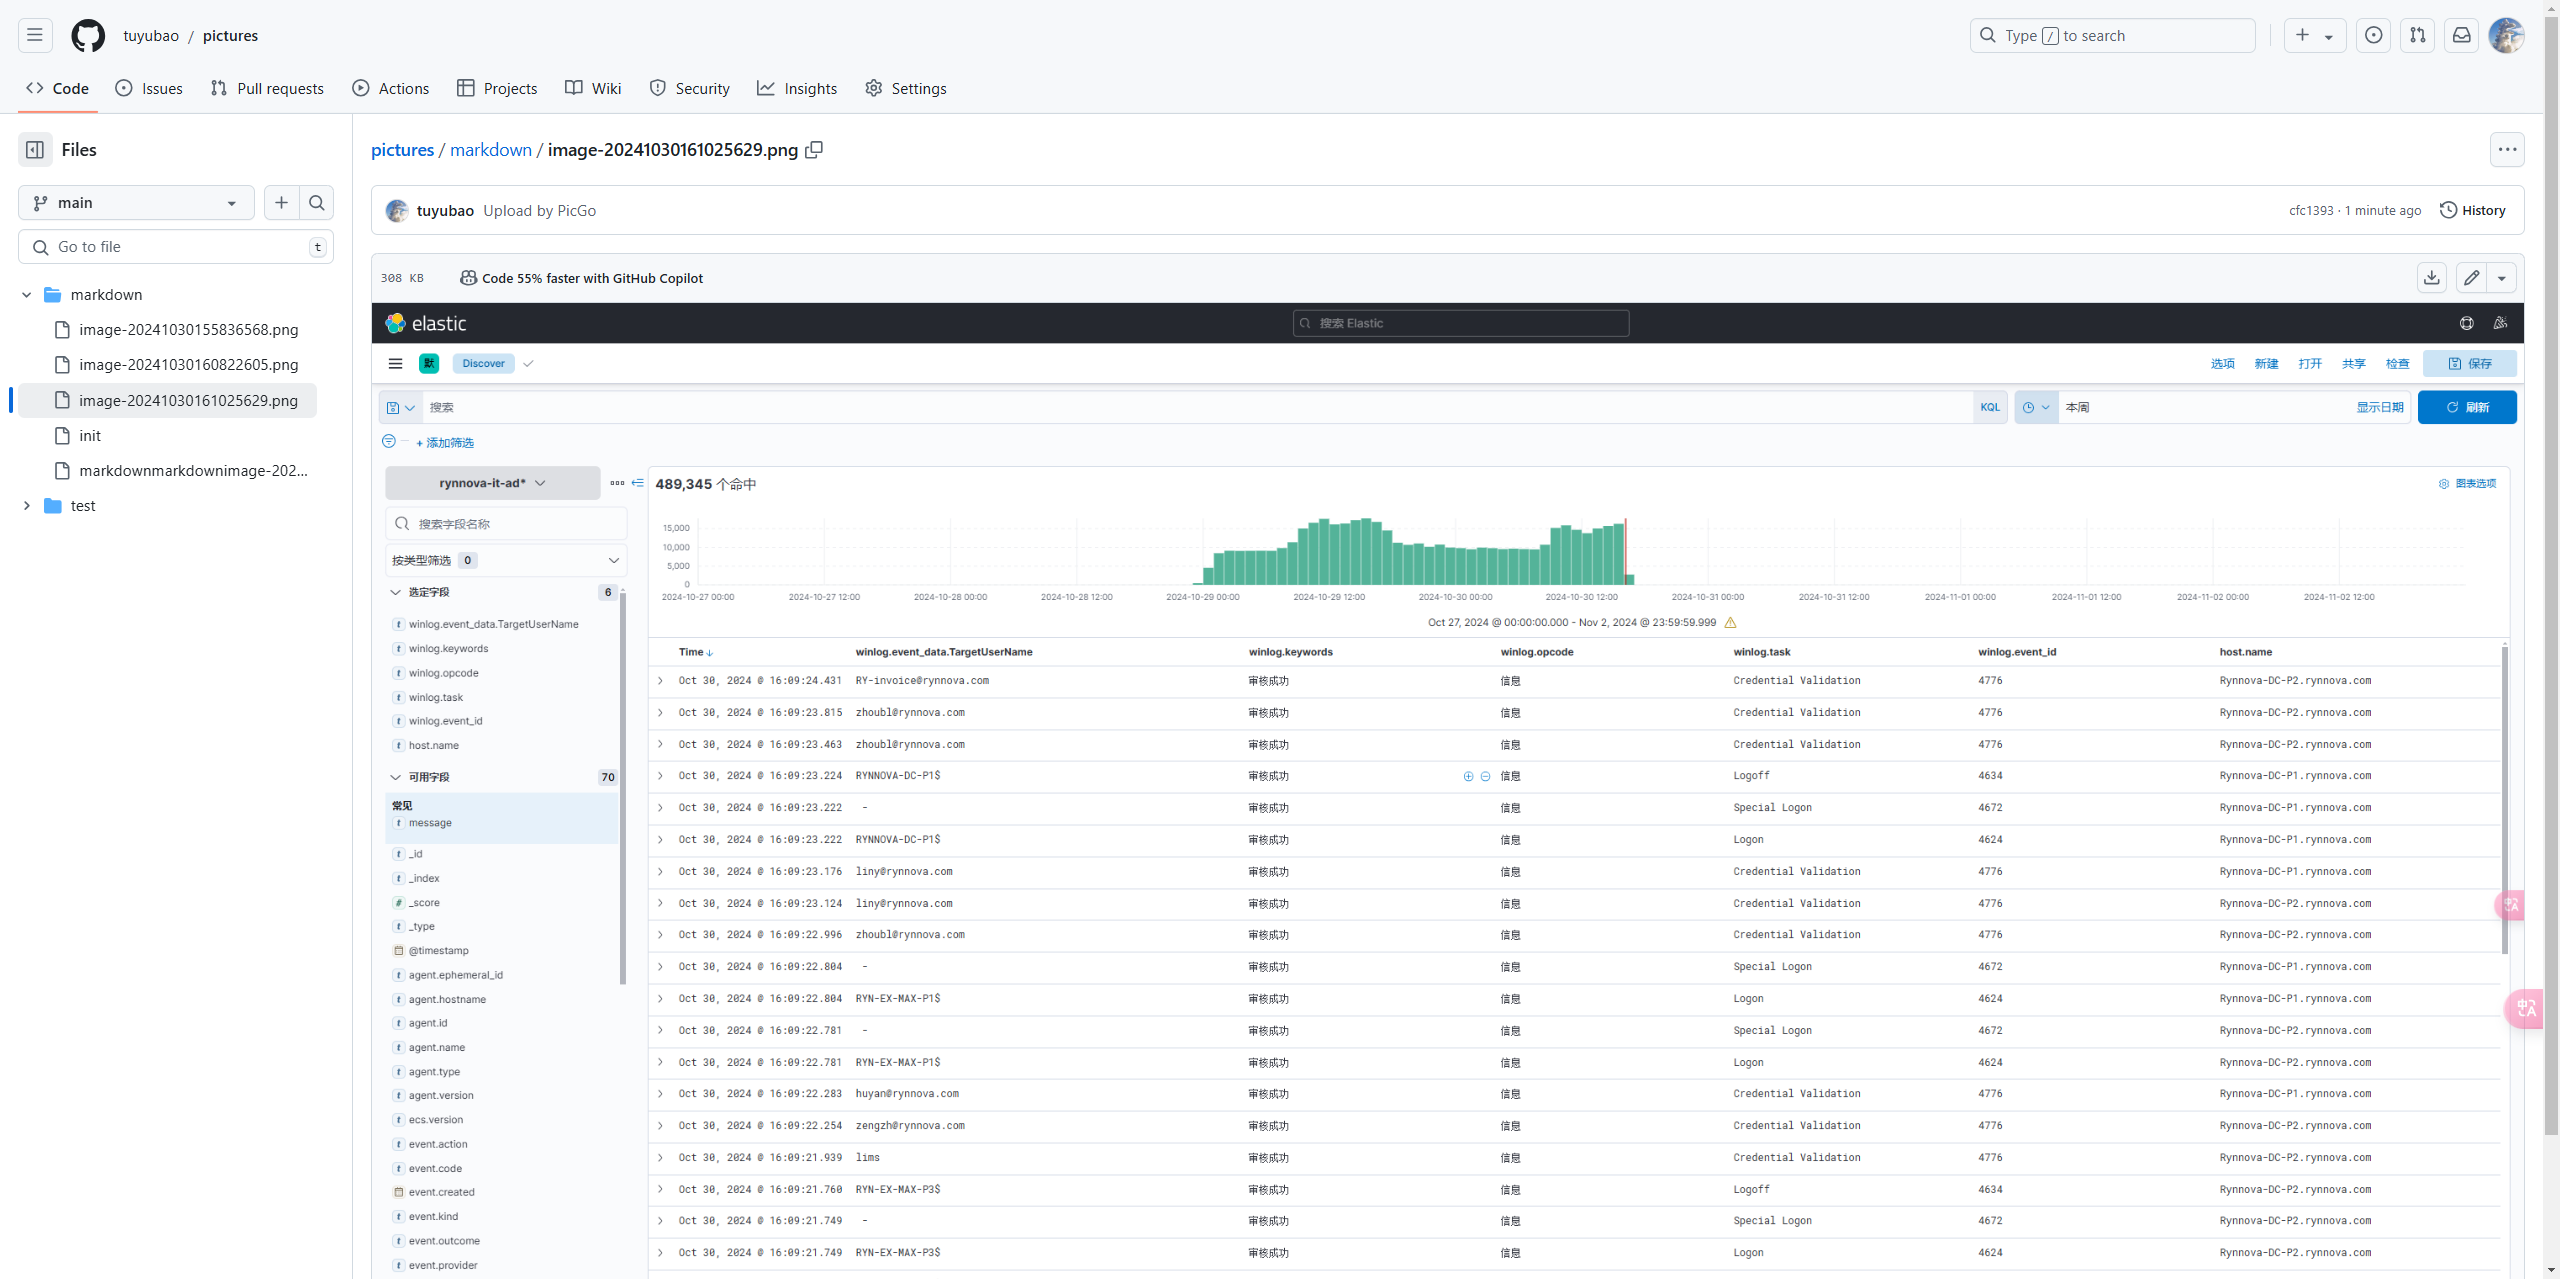 tuyubao / pictures
Type / to search
Code
Issues
Pull requests
Actions
Projects
Wiki
Security
Insights
Settings
Files
main
Go to file
t
markdown
image-20241030155836568.png
image-20241030160822605.png
image-20241030161025629.png
init
markdownmarkdownimage-202...
test
pictures / markdown / image-20241030161025629.png
tuyubao Upload by PicGo
cfc1393 · 1 minute ago
History
308 KB
Code 55% faster with GitHub Copilot
elastic
搜索 Elastic
默
Discover
选项 新建 打开 共享 检查 保存
搜索
KQL
本周
显示日期
刷新
+ 添加筛选
rynnova-it-ad*
搜索字段名称
按类型筛选 0
选定字段 6
t winlog.event_data.TargetUserName
t winlog.keywords
t winlog.opcode
t winlog.task
t winlog.event_id
t host.name
可用字段 70
常见
t message
t _id
t _index
# _score
t _type
@timestamp
t agent.ephemeral_id
t agent.hostname
t agent.id
t agent.name
t agent.type
t agent.version
t ecs.version
t event.action
t event.code
event.created
t event.kind
t event.outcome
t event.provider
489,345 个命中
图表选项
15,000
10,000
5,000
0
2024-10-27 00:00 2024-10-27 12:00 2024-10-28 00:00 2024-10-28 12:00 2024-10-29 00:00 2024-10-29 12:00 2024-10-30 00:00 2024-10-30 12:00 2024-10-31 00:00 2024-10-31 12:00 2024-11-01 00:00 2024-11-01 12:00 2024-11-02 00:00 2024-11-02 12:00
Oct 27, 2024 @ 00:00:00.000 - Nov 2, 2024 @ 23:59:59.999
Time winlog.event_data.TargetUserName winlog.keywords winlog.opcode winlog.task winlog.event_id host.name
Oct 30, 2024 @ 16:09:24.431 RY-invoice@rynnova.com 审核成功 信息 Credential Validation 4776 Rynnova-DC-P2.rynnova.com
Oct 30, 2024 @ 16:09:23.815 zhoubl@rynnova.com 审核成功 信息 Credential Validation 4776 Rynnova-DC-P2.rynnova.com
Oct 30, 2024 @ 16:09:23.463 zhoubl@rynnova.com 审核成功 信息 Credential Validation 4776 Rynnova-DC-P2.rynnova.com
Oct 30, 2024 @ 16:09:23.224 RYNNOVA-DC-P1$ 审核成功 信息 Logoff 4634 Rynnova-DC-P1.rynnova.com
Oct 30, 2024 @ 16:09:23.222 - 审核成功 信息 Special Logon 4672 Rynnova-DC-P1.rynnova.com
Oct 30, 2024 @ 16:09:23.222 RYNNOVA-DC-P1$ 审核成功 信息 Logon 4624 Rynnova-DC-P1.rynnova.com
Oct 30, 2024 @ 16:09:23.176 liny@rynnova.com 审核成功 信息 Credential Validation 4776 Rynnova-DC-P1.rynnova.com
Oct 30, 2024 @ 16:09:23.124 liny@rynnova.com 审核成功 信息 Credential Validation 4776 Rynnova-DC-P2.rynnova.com
Oct 30, 2024 @ 16:09:22.996 zhoubl@rynnova.com 审核成功 信息 Credential Validation 4776 Rynnova-DC-P2.rynnova.com
Oct 30, 2024 @ 16:09:22.804 - 审核成功 信息 Special Logon 4672 Rynnova-DC-P1.rynnova.com
Oct 30, 2024 @ 16:09:22.804 RYN-EX-MAX-P1$ 审核成功 信息 Logon 4624 Rynnova-DC-P1.rynnova.com
Oct 30, 2024 @ 16:09:22.781 - 审核成功 信息 Special Logon 4672 Rynnova-DC-P2.rynnova.com
Oct 30, 2024 @ 16:09:22.781 RYN-EX-MAX-P1$ 审核成功 信息 Logon 4624 Rynnova-DC-P2.rynnova.com
Oct 30, 2024 @ 16:09:22.283 huyan@rynnova.com 审核成功 信息 Credential Validation 4776 Rynnova-DC-P1.rynnova.com
Oct 30, 2024 @ 16:09:22.254 zengzh@rynnova.com 审核成功 信息 Credential Validation 4776 Rynnova-DC-P2.rynnova.com
Oct 30, 2024 @ 16:09:21.939 lims 审核成功 信息 Credential Validation 4776 Rynnova-DC-P2.rynnova.com
Oct 30, 2024 @ 16:09:21.760 RYN-EX-MAX-P3$ 审核成功 信息 Logoff 4634 Rynnova-DC-P2.rynnova.com
Oct 30, 2024 @ 16:09:21.749 - 审核成功 信息 Special Logon 4672 Rynnova-DC-P2.rynnova.com
Oct 30, 2024 @ 16:09:21.749 RYN-EX-MAX-P3$ 审核成功 信息 Logon 4624 Rynnova-DC-P2.rynnova.com